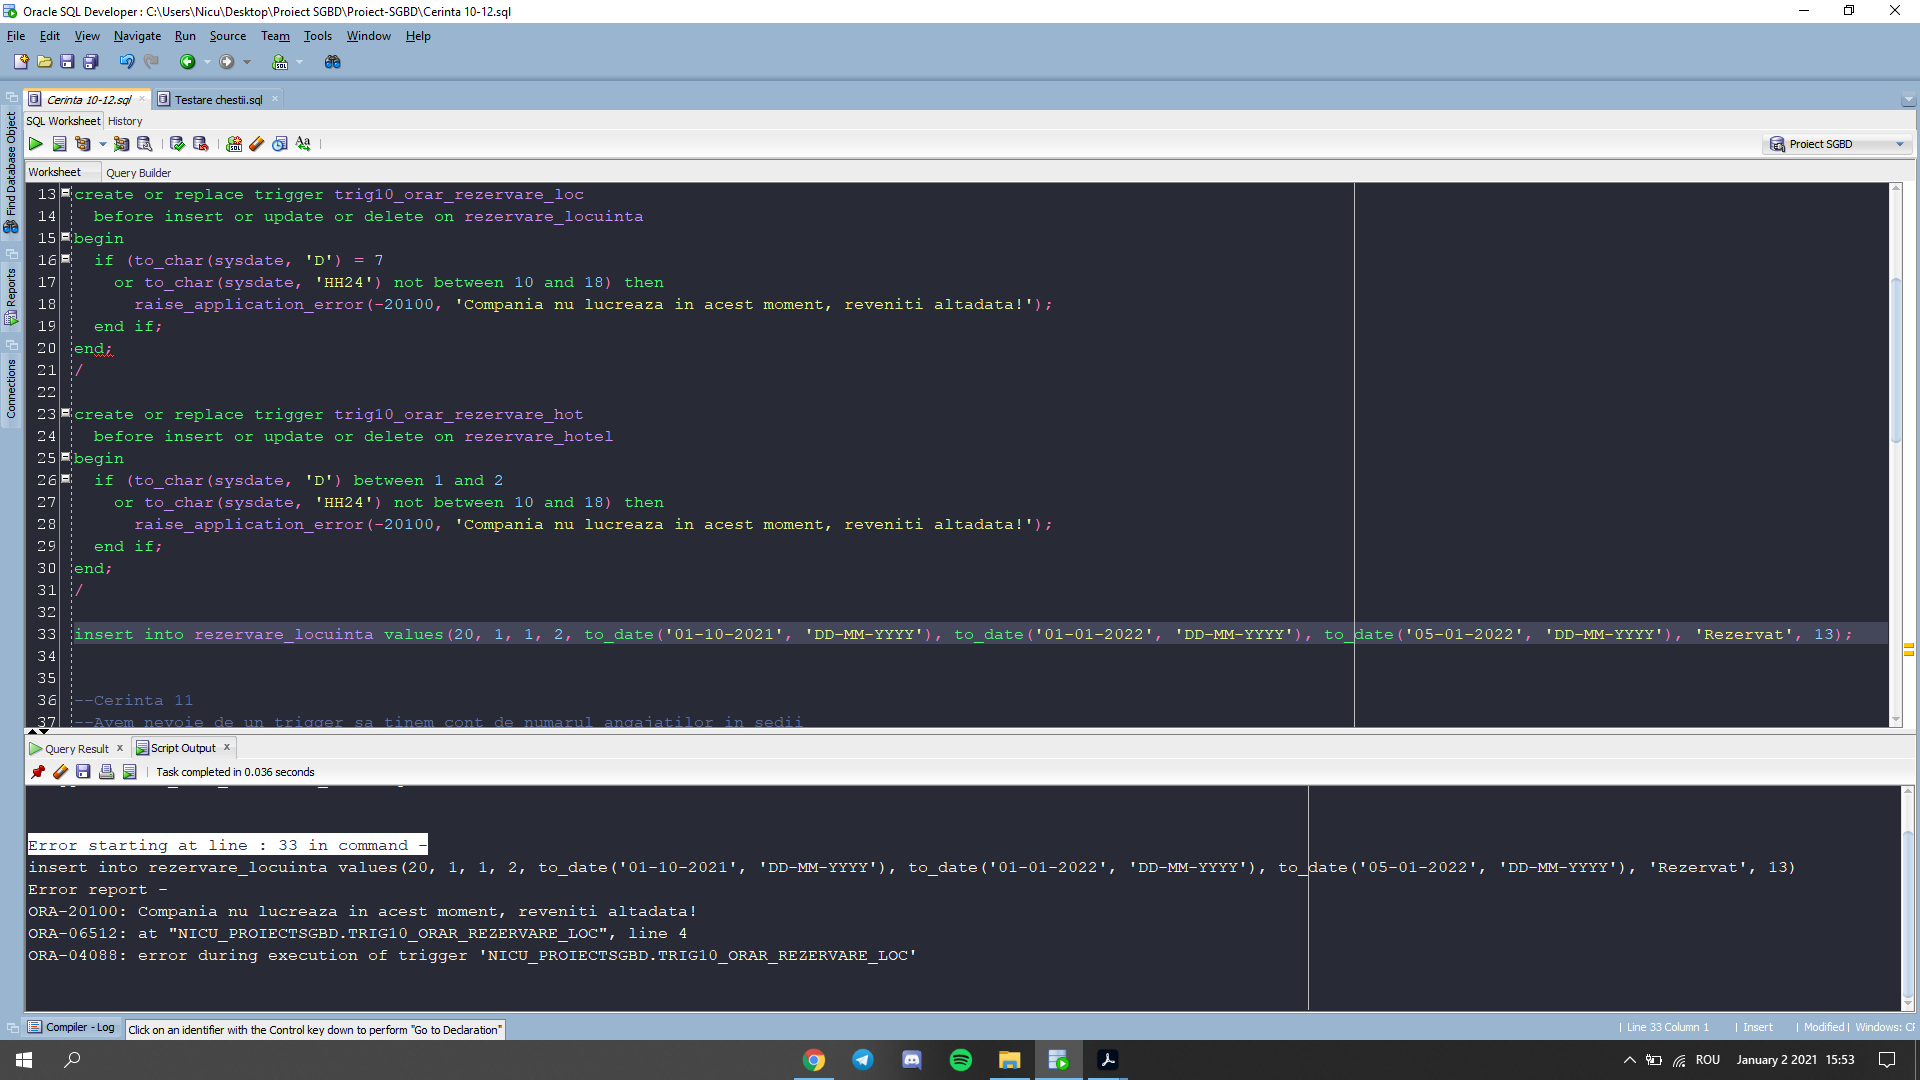 Oracle SQL Developer : C:\Users\Nicu\Desktop\Proiect SGBD\Proiect-SGBD\Cerinta 10-12.sql
File Edit View Navigate Run Source Team Tools Window Help
Cerinta 10-12.sql Testare chestii.sql
SQL Worksheet History
Proiect SGBD
Worksheet Query Builder
Find Database Object
Reports
Connections
13 create or replace trigger trig10_orar_rezervare_loc
14 before insert or update or delete on rezervare_locuinta
15 begin
16 if (to_char(sysdate, 'D') = 7
17 or to_char(sysdate, 'HH24') not between 10 and 18) then
18 raise_application_error(-20100, 'Compania nu lucreaza in acest moment, reveniti altadata!');
19 end if;
20 end;
21 /
22
23 create or replace trigger trig10_orar_rezervare_hot
24 before insert or update or delete on rezervare_hotel
25 begin
26 if (to_char(sysdate, 'D') between 1 and 2
27 or to_char(sysdate, 'HH24') not between 10 and 18) then
28 raise_application_error(-20100, 'Compania nu lucreaza in acest moment, reveniti altadata!');
29 end if;
30 end;
31 /
32
33 insert into rezervare_locuinta values(20, 1, 1, 2, to_date('01-10-2021', 'DD-MM-YYYY'), to_date('01-01-2022', 'DD-MM-YYYY'), to_date('05-01-2022', 'DD-MM-YYYY'), 'Rezervat', 13);
34
35
36 --Cerinta 11
37 --Avem nevoie de un trigger sa tinem cont de numarul angajatilor in sedii
Query Result x Script Output x
Task completed in 0.036 seconds
Error starting at line : 33 in command -
insert into rezervare_locuinta values(20, 1, 1, 2, to_date('01-10-2021', 'DD-MM-YYYY'), to_date('01-01-2022', 'DD-MM-YYYY'), to_date('05-01-2022', 'DD-MM-YYYY'), 'Rezervat', 13)
Error report -
ORA-20100: Compania nu lucreaza in acest moment, reveniti altadata!
ORA-06512: at "NICU_PROIECTSGBD.TRIG10_ORAR_REZERVARE_LOC", line 4
ORA-04088: error during execution of trigger 'NICU_PROIECTSGBD.TRIG10_ORAR_REZERVARE_LOC'
Compiler - Log Click on an identifier with the Control key down to perform "Go to Declaration" | Line 33 Column 1 | Insert | Modified | Windows: CF
ROU January 2 2021 15:53